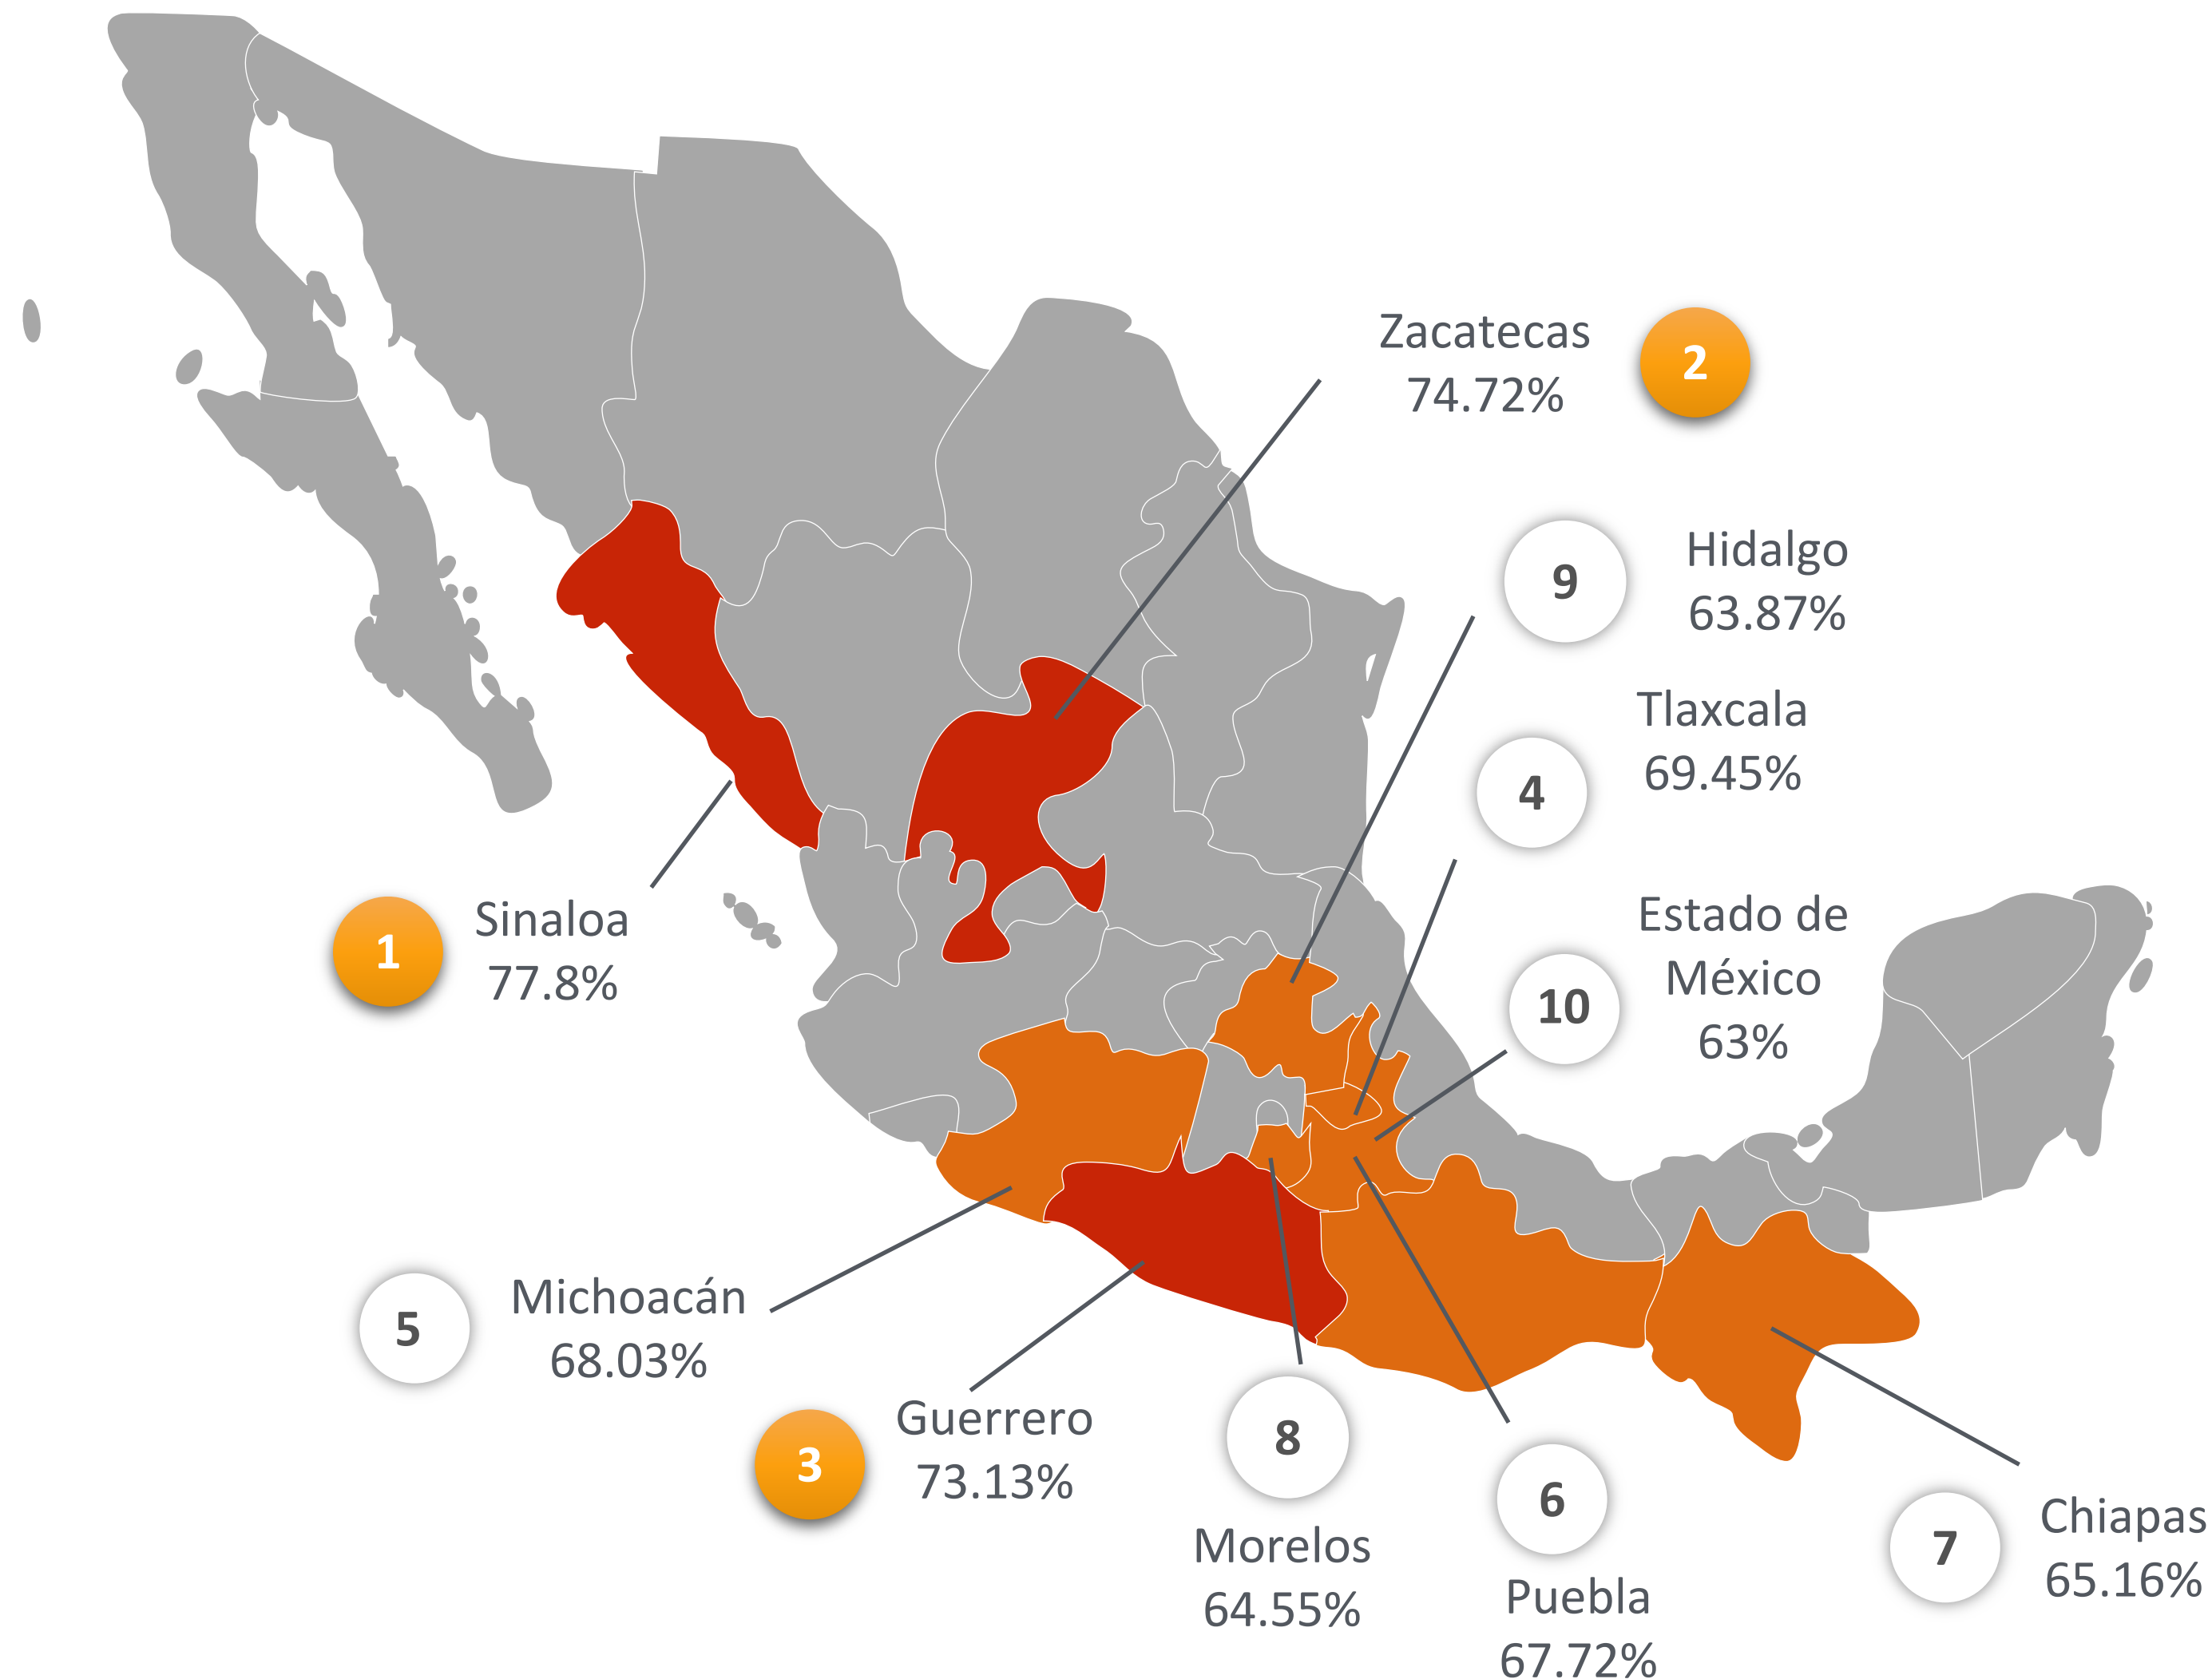 Zacatecas
74.72%
2
9
Hidalgo
63.87%
4
Tlaxcala
69.45%
10
Estado de
México
63%
1
Sinaloa
77.8%
5
Michoacán
68.03%
3
Guerrero
73.13%
8
Morelos
64.55%
6
Puebla
67.72%
7
Chiapas
65.16%